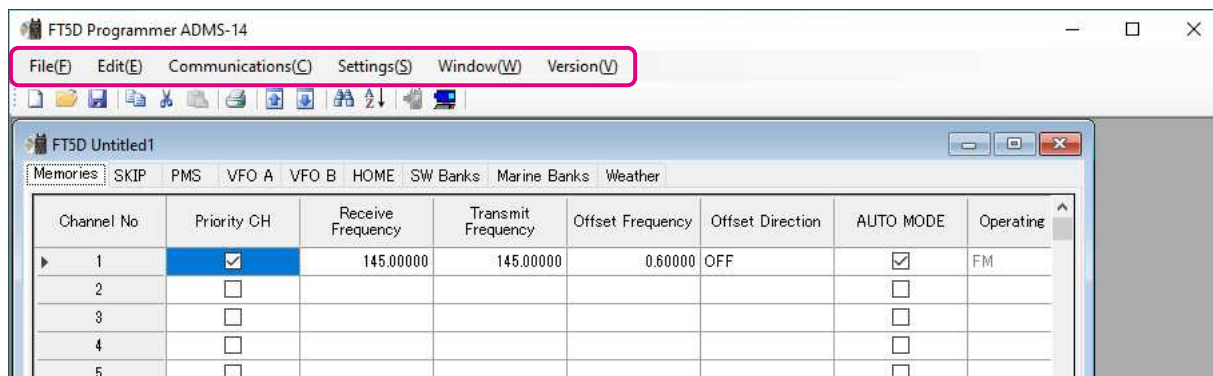 FT5D Programmer ADMS-14
File(F) Edit(E) Communications(C) Settings(S) Window(W) Version(V)
FT5D Untitled1
Memories SKIP PMS VFO A VFO B HOME SW Banks Marine Banks Weather
Channel No Priority CH Receive Frequency Transmit Frequency Offset Frequency Offset Direction AUTO MODE Operating
1 145.00000 145.00000 0.60000 OFF FM
2
3
4
5